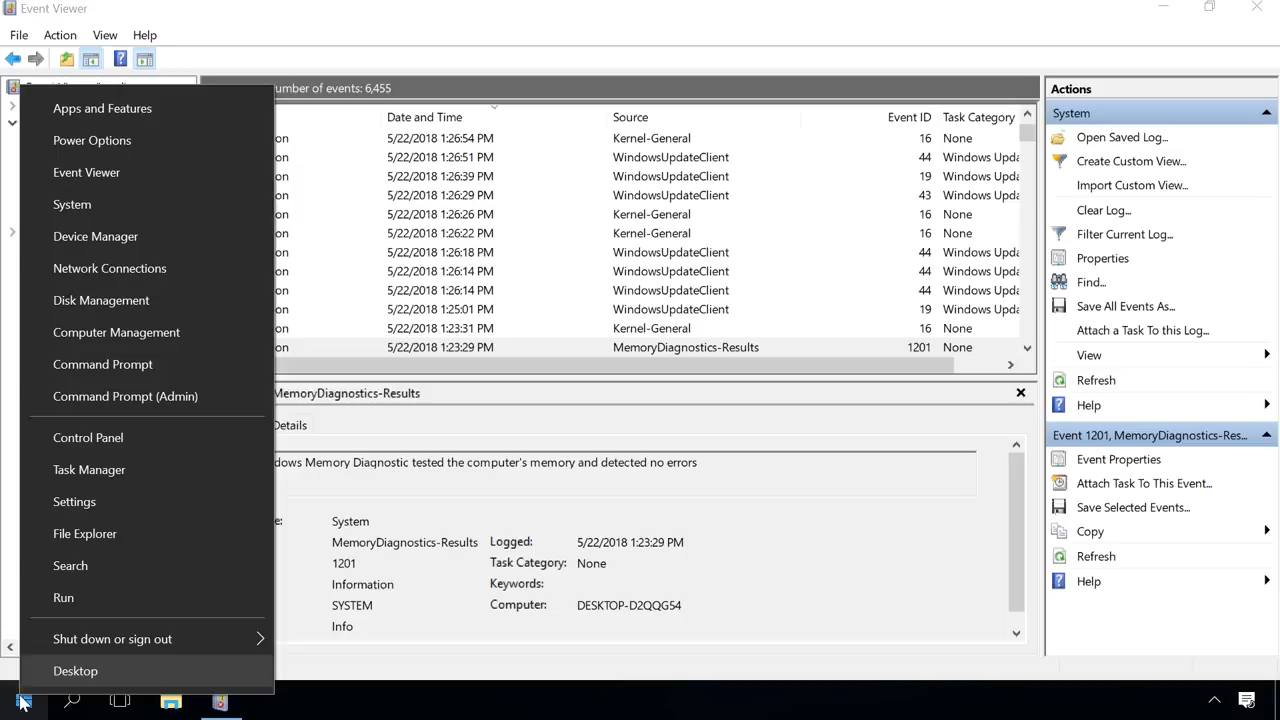 Event Viewer
File Action View Help
Apps and Features
Power Options
Event Viewer
System
Device Manager
Network Connections
Disk Management
Computer Management
Command Prompt
Command Prompt (Admin)
Control Panel
Task Manager
Settings
File Explorer
Search
Run
Shut down or sign out
Desktop
umber of events: 6,455
Date and Time Source Event ID Task Category
on 5/22/2018 1:26:54 PM Kernel-General 16 None
on 5/22/2018 1:26:51 PM WindowsUpdateClient 44 Windows Upda
on 5/22/2018 1:26:39 PM WindowsUpdateClient 19 Windows Upda
on 5/22/2018 1:26:29 PM WindowsUpdateClient 43 Windows Upda
on 5/22/2018 1:26:26 PM Kernel-General 16 None
on 5/22/2018 1:26:22 PM Kernel-General 16 None
on 5/22/2018 1:26:18 PM WindowsUpdateClient 44 Windows Upda
on 5/22/2018 1:26:14 PM WindowsUpdateClient 44 Windows Upda
on 5/22/2018 1:26:14 PM WindowsUpdateClient 44 Windows Upda
on 5/22/2018 1:25:01 PM WindowsUpdateClient 19 Windows Upda
on 5/22/2018 1:23:31 PM Kernel-General 16 None
on 5/22/2018 1:23:29 PM MemoryDiagnostics-Results 1201 None
MemoryDiagnostics-Results
Details
dows Memory Diagnostic tested the computer's memory and detected no errors
e: System
MemoryDiagnostics-Results Logged: 5/22/2018 1:23:29 PM
1201 Task Category: None
Information Keywords:
SYSTEM Computer: DESKTOP-D2QQG54
Info
Actions
System
Open Saved Log...
Create Custom View...
Import Custom View...
Clear Log...
Filter Current Log...
Properties
Find...
Save All Events As...
Attach a Task To this Log...
View
Refresh
Help
Event 1201, MemoryDiagnostics-Res...
Event Properties
Attach Task To This Event...
Save Selected Events...
Copy
Refresh
Help